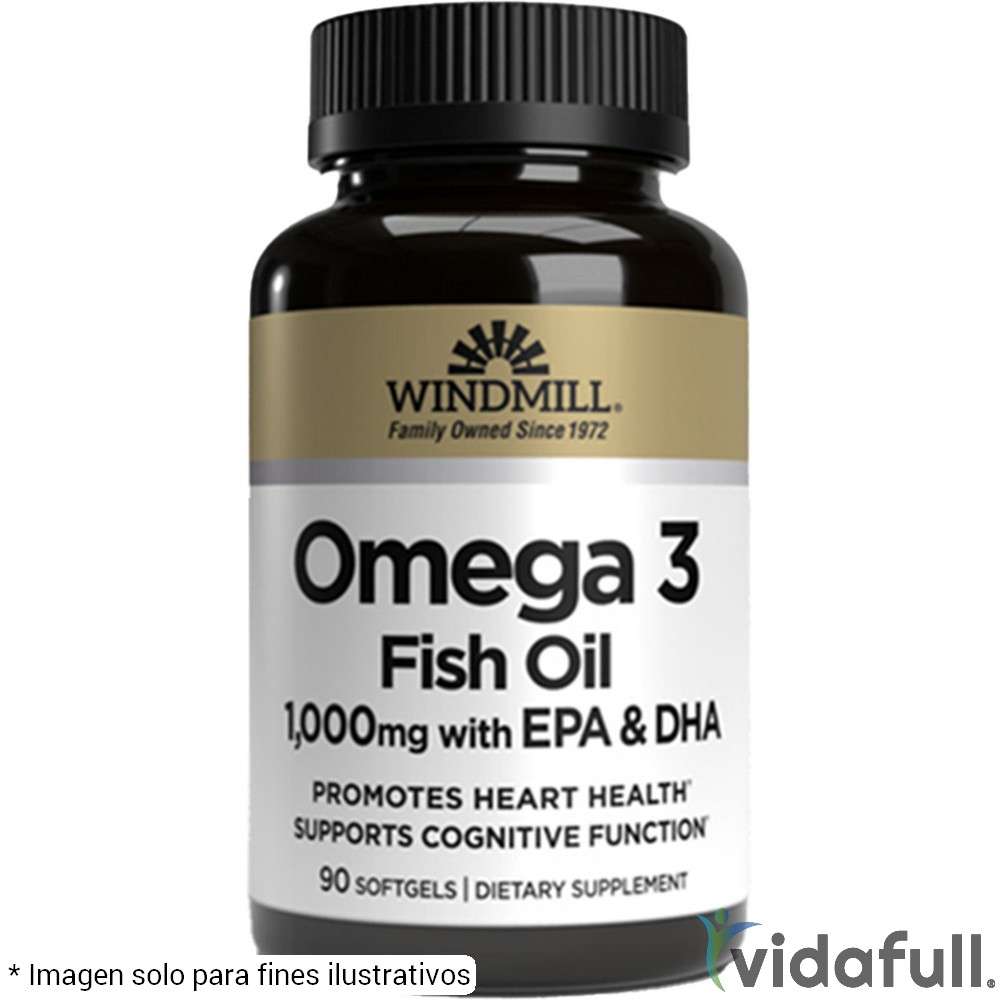 WINDMILL®
Family Owned Since 1972
Omega 3
Fish Oil
1,000mg with EPA & DHA
PROMOTES HEART HEALTH*
SUPPORTS COGNITIVE FUNCTION*
90 SOFTGELS | DIETARY SUPPLEMENT
* Imagen solo para fines ilustrativos
vidafull®